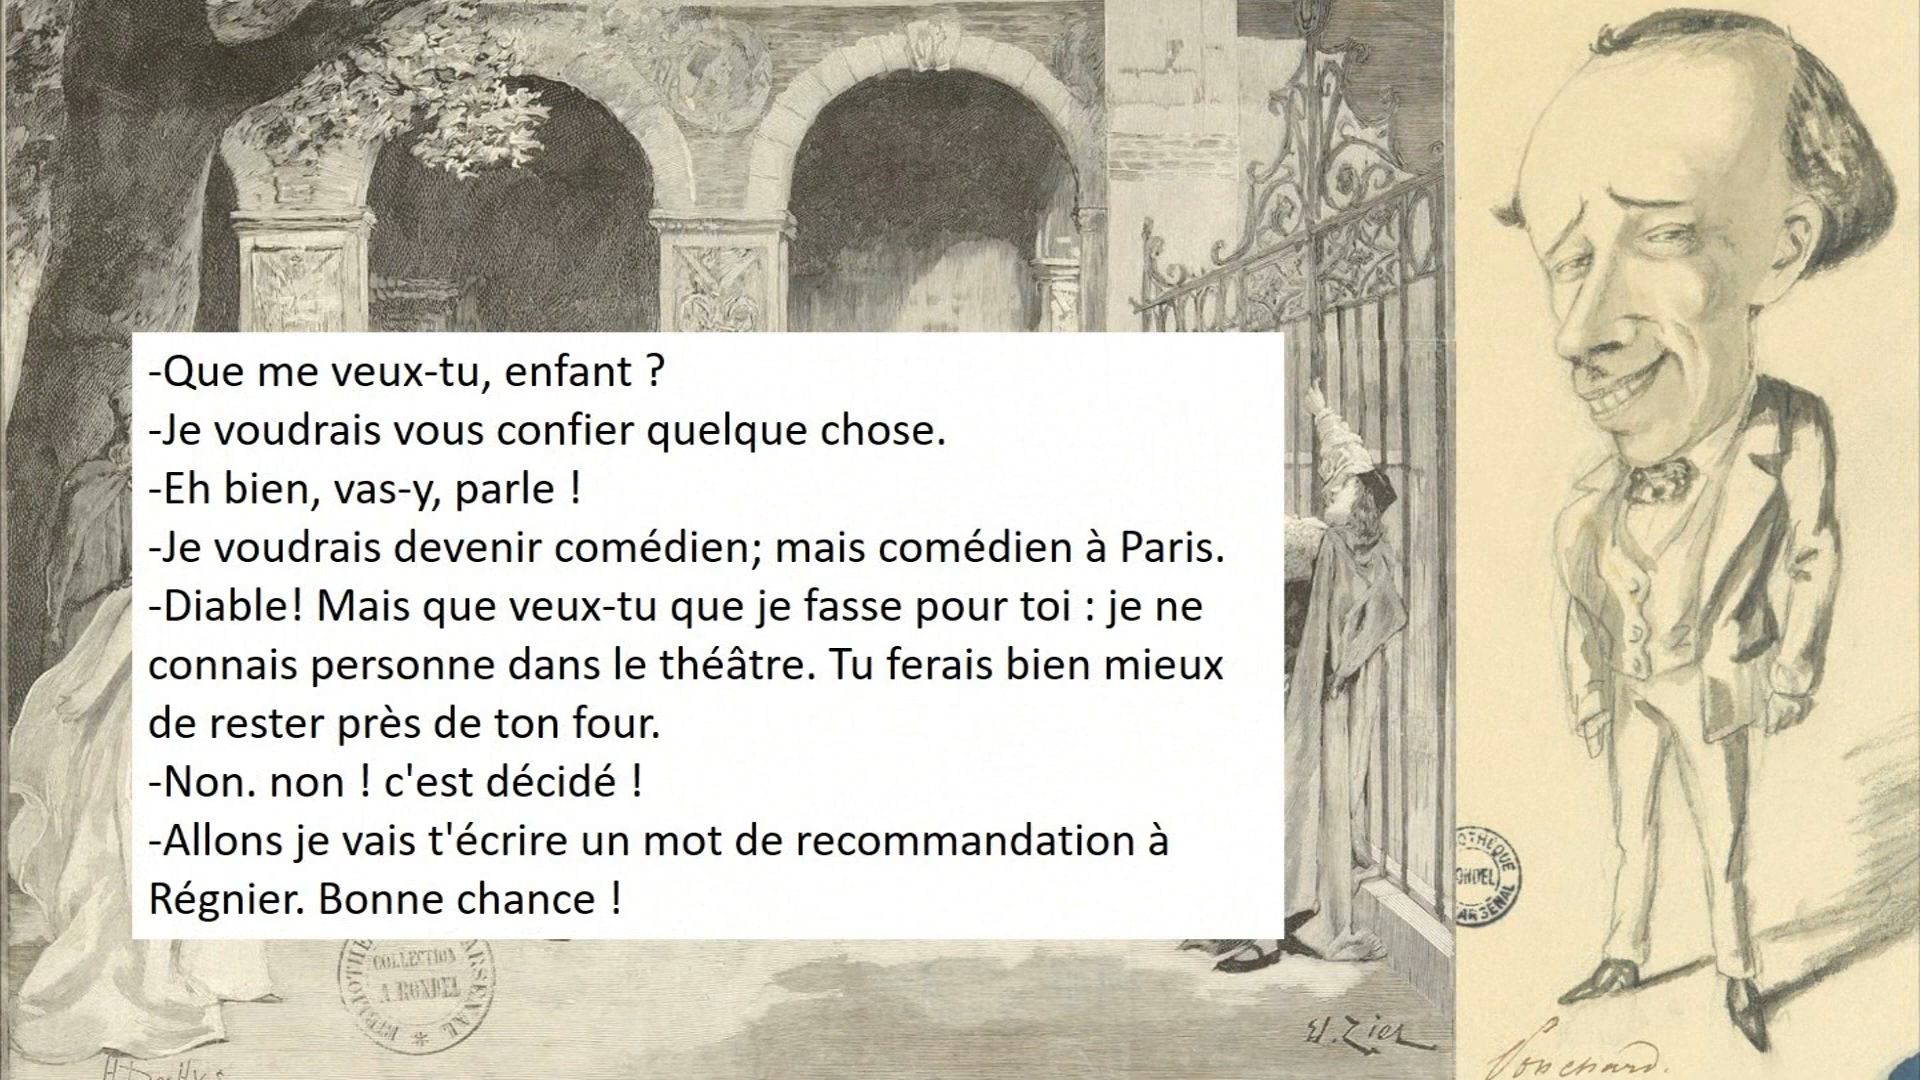 -Que me veux-tu, enfant ?
-Je voudrais vous confier quelque chose.
-Eh bien, vas-y, parle !
-Je voudrais devenir comédien; mais comédien à Paris.
-Diable! Mais que veux-tu que je fasse pour toi : je ne
connais personne dans le théâtre. Tu ferais bien mieux
de rester près de ton four.
-Non. non ! c'est décidé !
-Allons je vais t'écrire un mot de recommandation à
Régnier. Bonne chance !
COLLECTION
A. RONDEL
Ponchard.